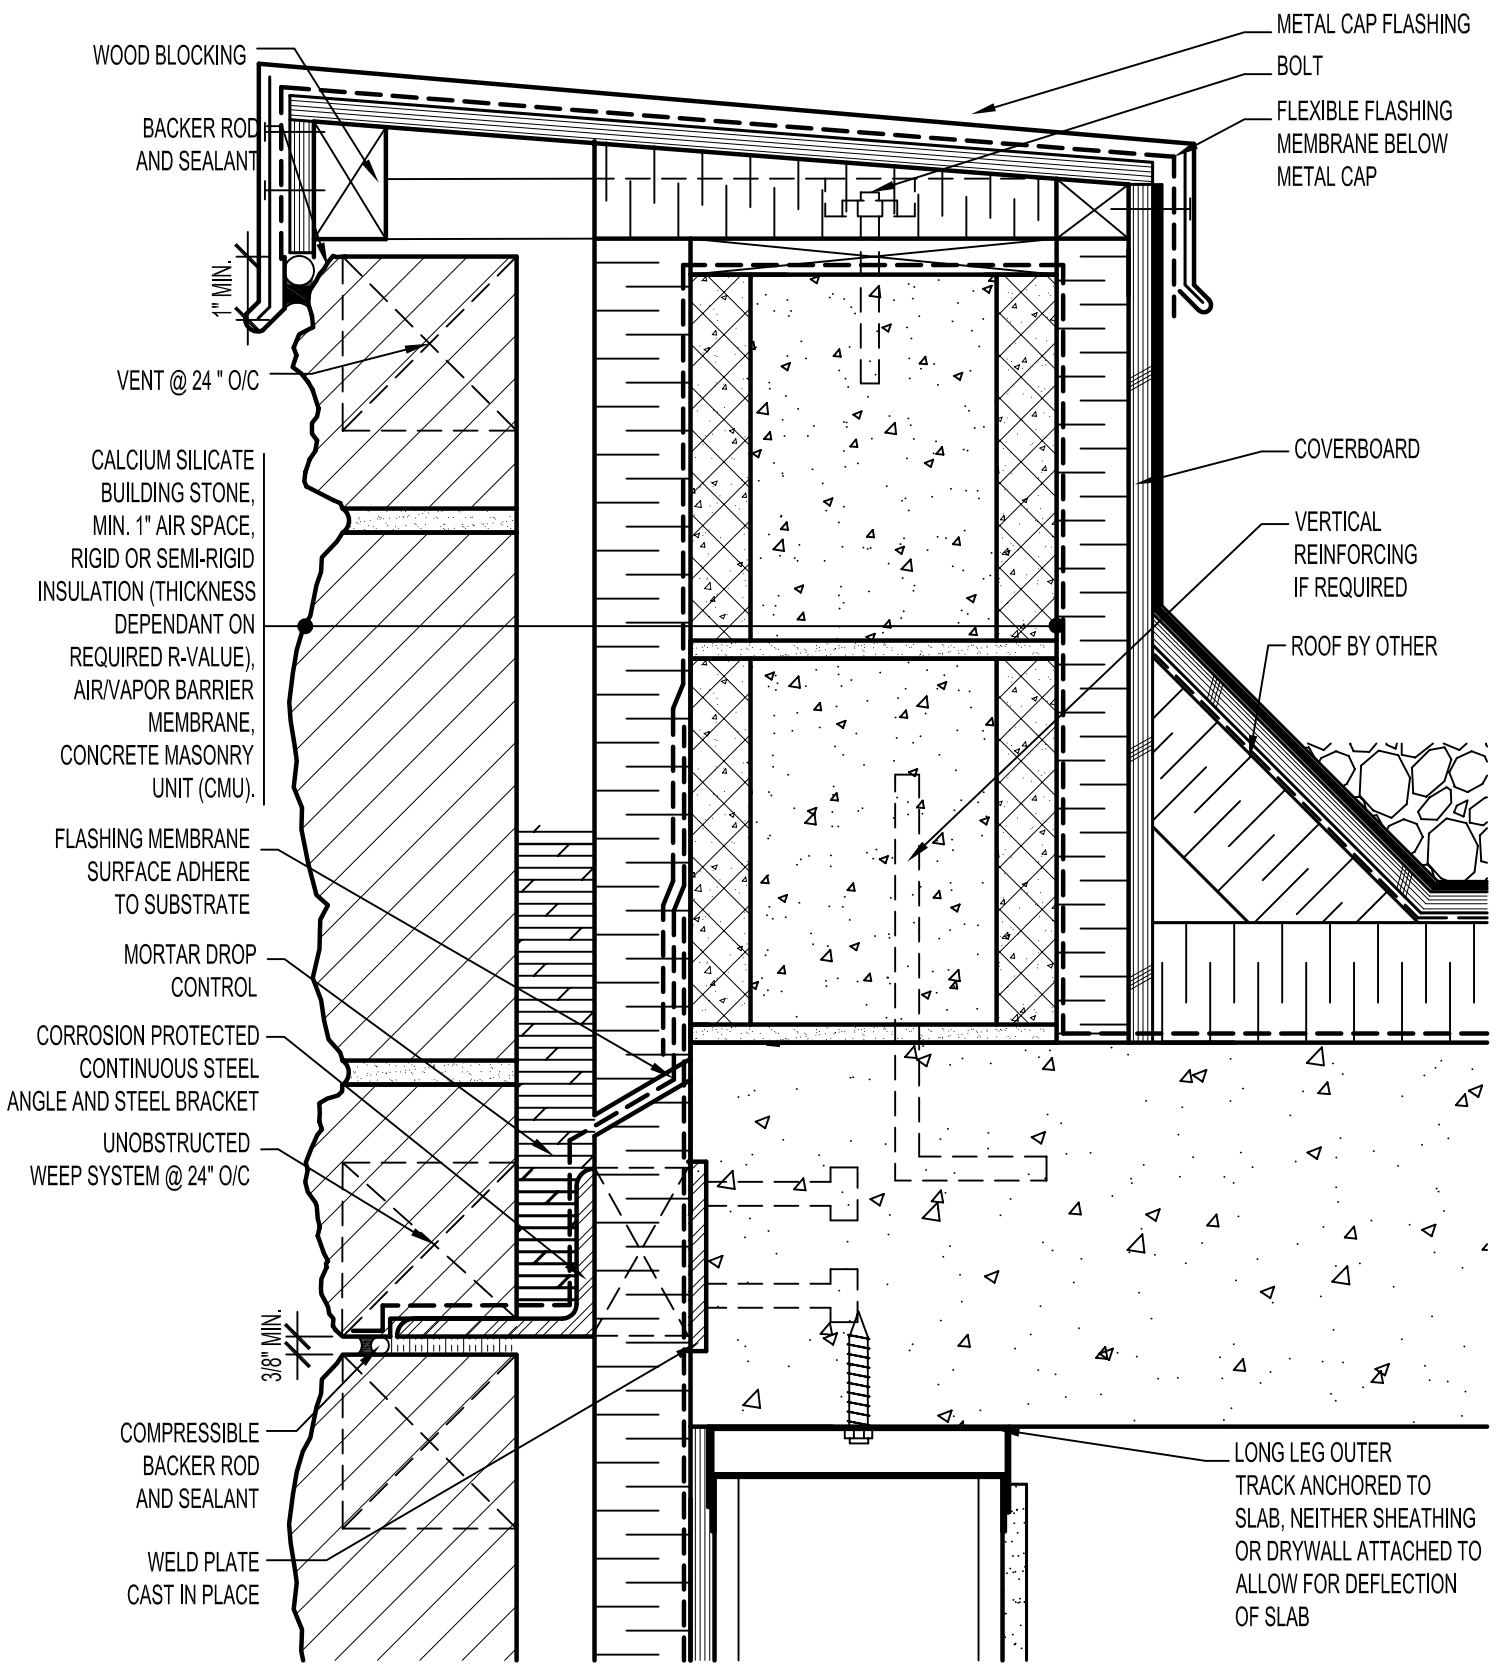 WOOD BLOCKING
BACKER ROD
AND SEALANT
1" MIN.
VENT @ 24 " O/C
CALCIUM SILICATE
BUILDING STONE,
MIN. 1" AIR SPACE,
RIGID OR SEMI-RIGID
INSULATION (THICKNESS
DEPENDANT ON
REQUIRED R-VALUE),
AIR/VAPOR BARRIER
MEMBRANE,
CONCRETE MASONRY
UNIT (CMU).
FLASHING MEMBRANE
SURFACE ADHERE
TO SUBSTRATE
MORTAR DROP
CONTROL
CORROSION PROTECTED
CONTINUOUS STEEL
ANGLE AND STEEL BRACKET
UNOBSTRUCTED
WEEP SYSTEM @ 24" O/C
3/8" MIN.
COMPRESSIBLE
BACKER ROD
AND SEALANT
WELD PLATE
CAST IN PLACE
METAL CAP FLASHING
BOLT
FLEXIBLE FLASHING
MEMBRANE BELOW
METAL CAP
COVERBOARD
VERTICAL
REINFORCING
IF REQUIRED
ROOF BY OTHER
LONG LEG OUTER
TRACK ANCHORED TO
SLAB, NEITHER SHEATHING
OR DRYWALL ATTACHED TO
ALLOW FOR DEFLECTION
OF SLAB